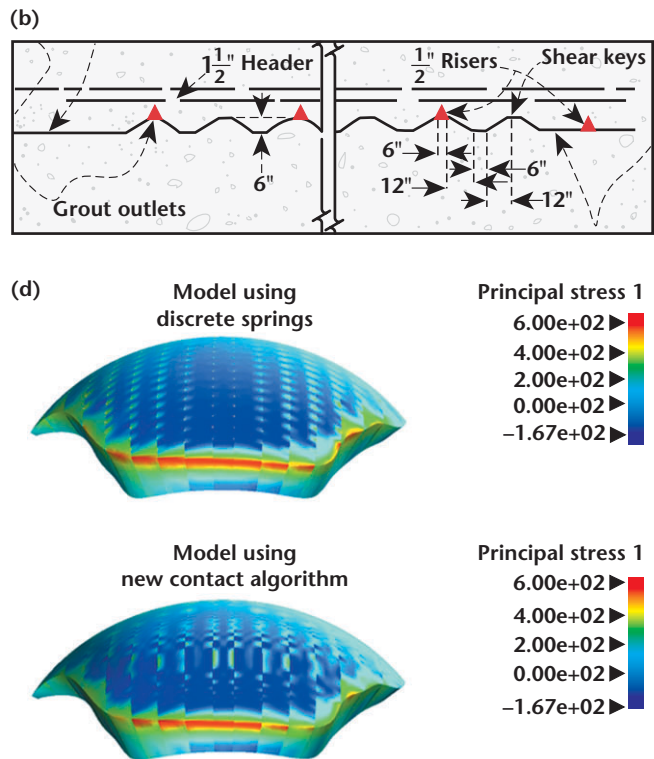 (b)
1 1/2" Header
1/2" Risers
Shear keys
6"
6"
6"
12"
12"
Grout outlets
(d)
Model using
discrete springs
Principal stress 1
6.00e+02
4.00e+02
2.00e+02
0.00e+02
−1.67e+02
Model using
new contact algorithm
Principal stress 1
6.00e+02
4.00e+02
2.00e+02
0.00e+02
−1.67e+02